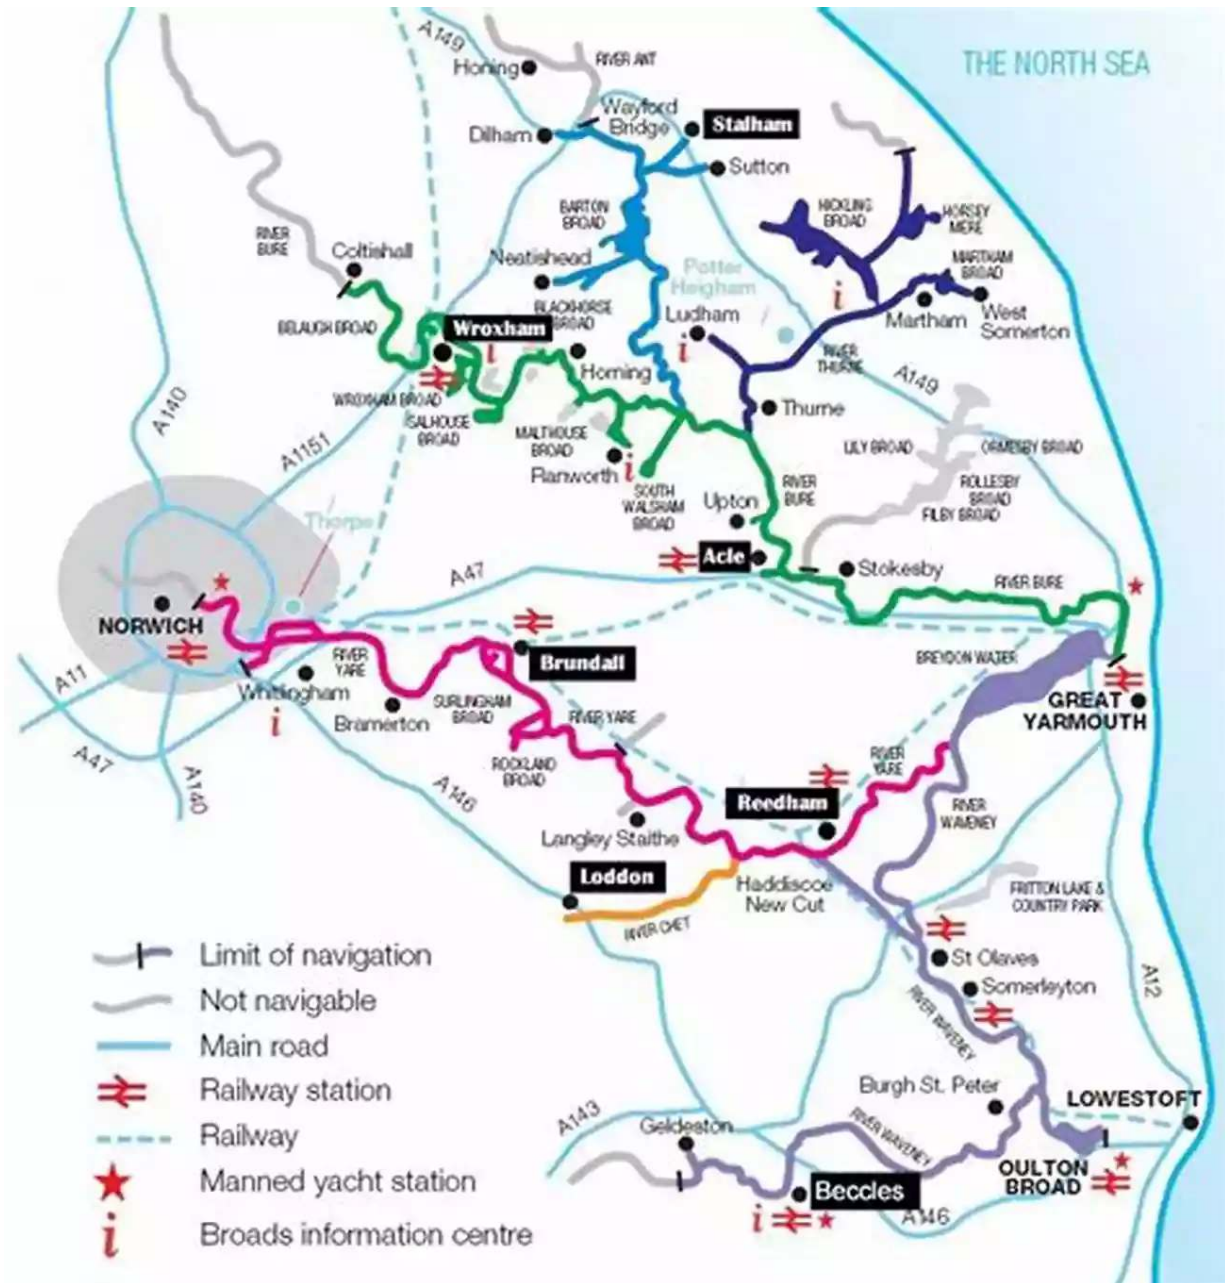 THE NORTH SEA
A149
Honing
RIVER ANT
Wayford
Bridge
Stalham
Dilham
Sutton
HICKLING
BROAD
HORSEY
MERE
BARTON
BROAD
RIVER
BURE
Coltishall
Neatishead
Potter
Heigham
MARTHAM
BROAD
BLACKHORSE
BROAD
Ludham
Martham
West
Somerton
BELAUGH BROAD
Wroxham
RIVER
THURNE
Horning
A149
WROXHAM BROAD
SALHOUSE
BROAD
Thurne
A140
A1151
MALTHOUSE
BROAD
LILY BROAD
ORMESBY BROAD
Ranworth
SOUTH
WALSHAM
BROAD
RIVER
BURE
ROLLESBY
BROAD
FILBY BROAD
Upton
Thorpe
Acle
Stokesby
A47
RIVER BURE
NORWICH
Brundall
BREYDON WATER
RIVER
YARE
Whitlingham
A11
Bramerton
SURLINGHAM
BROAD
RIVER YARE
GREAT
YARMOUTH
A47
A140
ROCKLAND
BROAD
RIVER
YARE
A146
Reedham
RIVER
WAVENEY
Langley Staithe
Loddon
Haddiscoe
New Cut
FRITTON LAKE &
COUNTRY PARK
RIVER CHET
St Olaves
Somerleyton
A12
RIVER WAVENEY
Limit of navigation
Not navigable
Main road
Railway station
Railway
Manned yacht station
Broads information centre
Burgh St. Peter
LOWESTOFT
A143
Geldeston
RIVER WAVENEY
OULTON
BROAD
Beccles
A146